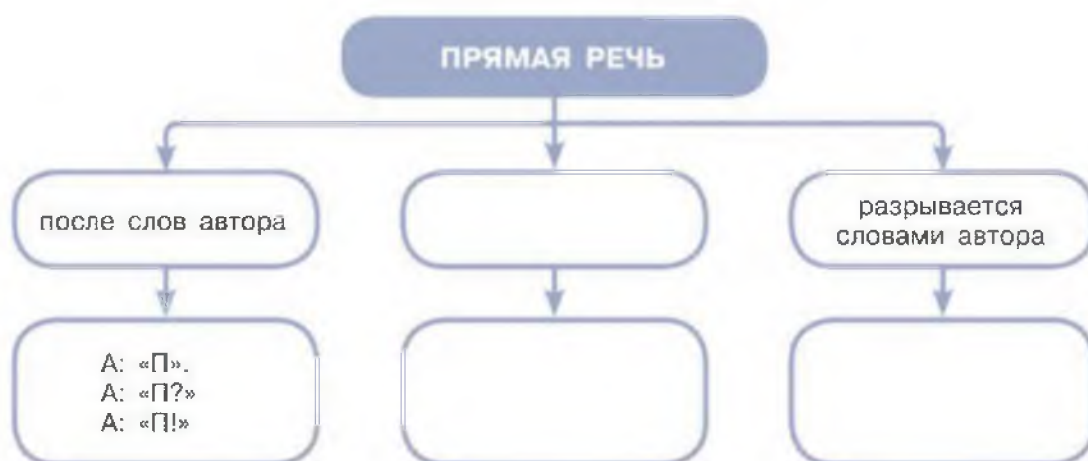 ПРЯМАЯ РЕЧЬ
после слов автора
разрывается
словами автора
А: «П».
А: «П?»
А: «П!»